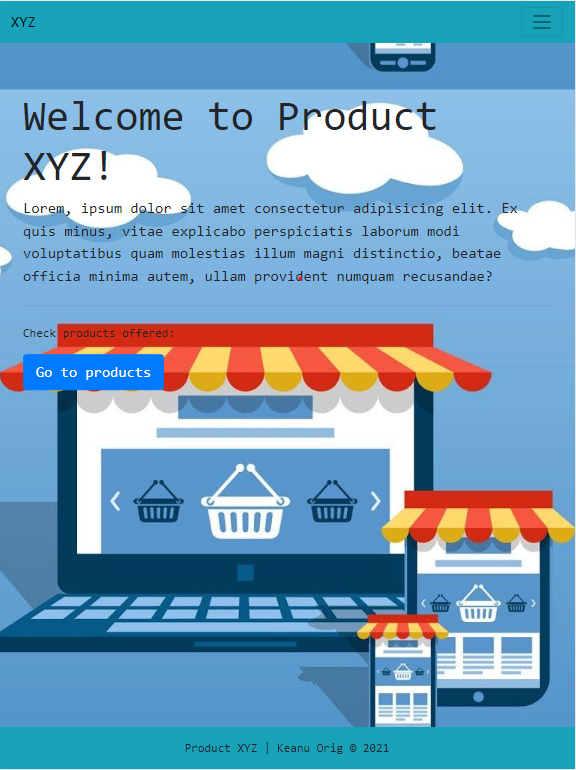 XYZ
Welcome to Product
XYZ!
Lorem, ipsum dolor sit amet consectetur adipisicing elit. Ex
quis minus, vitae explicabo perspiciatis laborum modi
voluptatibus quam molestias illum magni distinctio, beatae
officia minima autem, ullam provident numquam recusandae?
Check products offered:
Go to products
Product XYZ | Keanu Orig © 2021